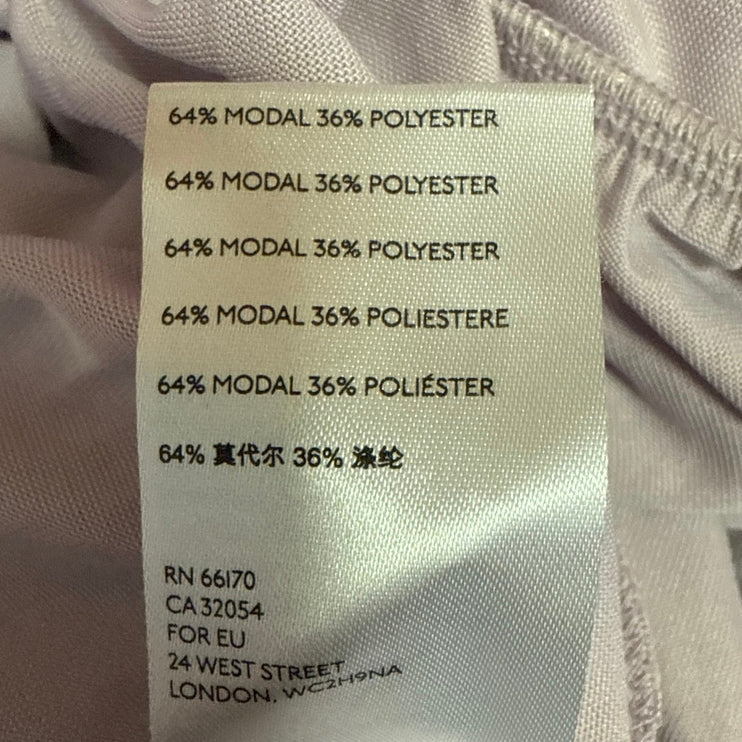 64% MODAL 36% POLYESTER
64% MODAL 36% POLYESTER
64% MODAL 36% POLYESTER
64% MODAL 36% POLIESTERE
64% MODAL 36% POLIÉSTER
64% 莫代尔 36% 涤纶
RN 66170
CA 32054
FOR EU
24 WEST STREET
LONDON. WC2H9NA